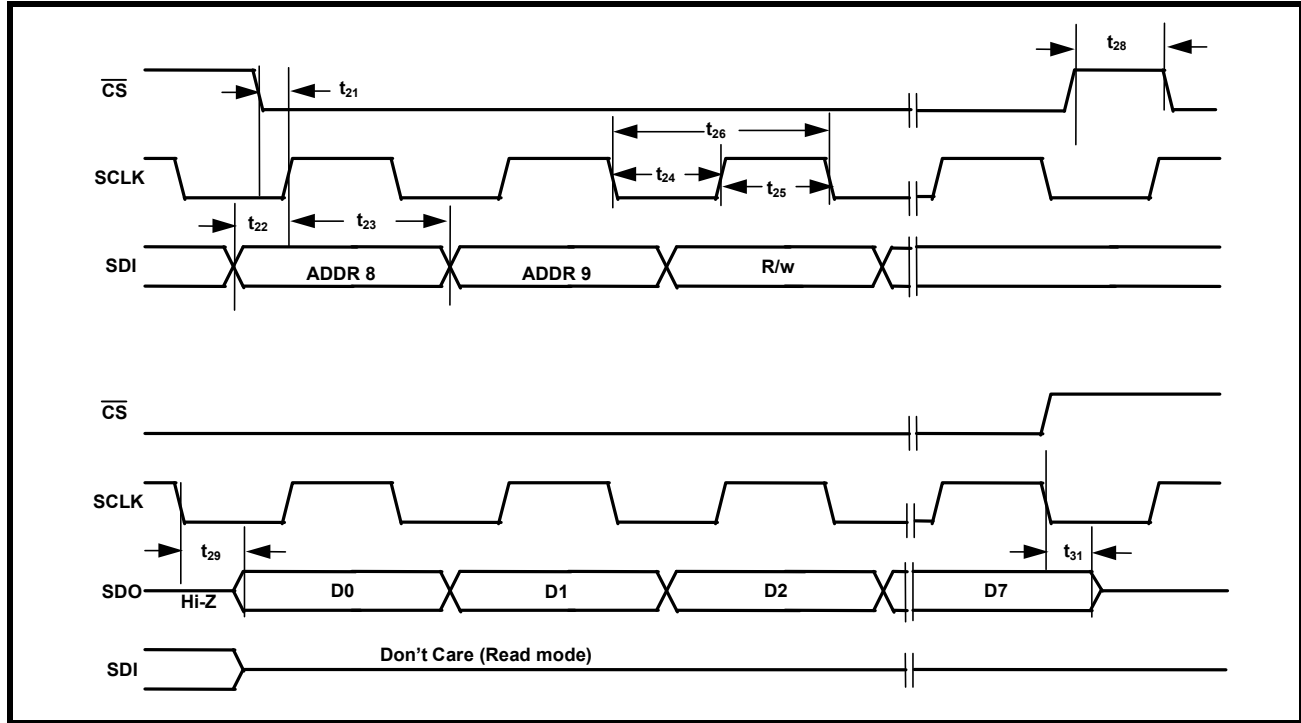 t28
CS
t21
t26
SCLK
t24
t25
t22
t23
SDI
ADDR 8
ADDR 9
R/w
CS
SCLK
t29
t31
SDO
Hi-Z
D0
D1
D2
D7
Don't Care (Read mode)
SDI